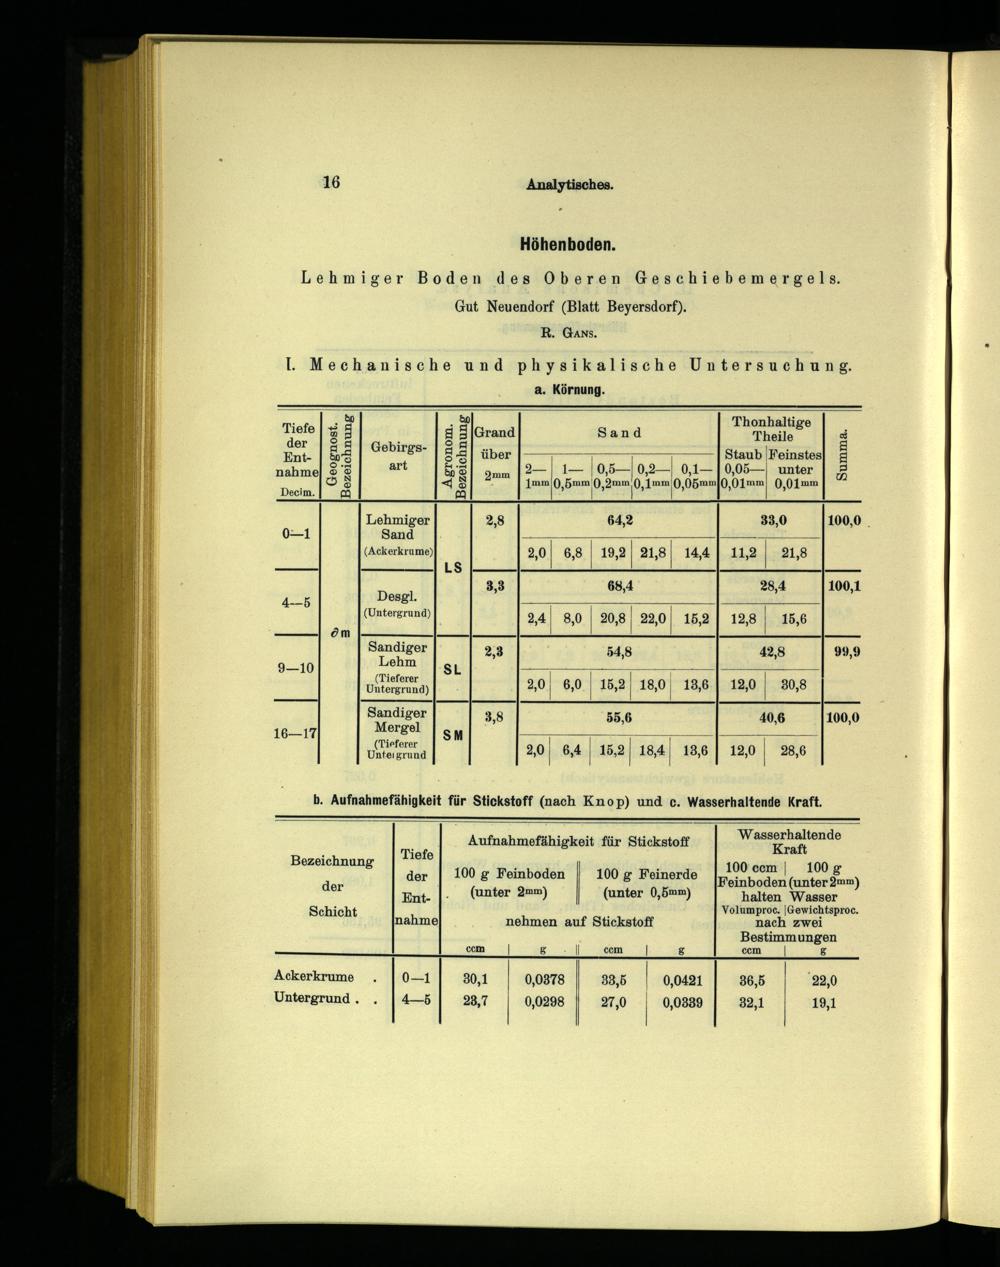 16
Analytisches.
Höhenboden.
Lehmiger Boden des Oberen Geschiebemergels.
Gut Neuendorf (Blatt Beyersdorf).
R. GANS.
I. Mechanische und physikalische Untersuchung.
a. Körnung.
Tiefe der Ent-nahme Decim. | Geognost. Bezeichnung | Gebirgs-art | Agronom. Bezeichnung | Grand über 2mm | Sand | Thonhaltige Theile | Summa.
2—1mm | 1—0,5mm | 0,5—0,2mm | 0,2—0,1mm | 0,1—0,05mm | Staub 0,05—0,01mm | Feinstes unter 0,01mm
0—1 | ∂m | Lehmiger Sand (Ackerkrume) | LS | 2,8 | 64,2 | 33,0 | 100,0
2,0 | 6,8 | 19,2 | 21,8 | 14,4 | 11,2 | 21,8
4—5 | Desgl. (Untergrund) | 3,3 | 68,4 | 28,4 | 100,1
2,4 | 8,0 | 20,8 | 22,0 | 15,2 | 12,8 | 15,6
9—10 | Sandiger Lehm (Tieferer Untergrund) | SL | 2,3 | 54,8 | 42,8 | 99,9
2,0 | 6,0 | 15,2 | 18,0 | 13,6 | 12,0 | 30,8
16—17 | Sandiger Mergel (Tieferer Untergrund | SM | 3,8 | 55,6 | 40,6 | 100,0
2,0 | 6,4 | 15,2 | 18,4 | 13,6 | 12,0 | 28,6
b. Aufnahmefähigkeit für Stickstoff (nach Knop) und c. Wasserhaltende Kraft.
Bezeichnung der Schicht | Tiefe der Ent-nahme | Aufnahmefähigkeit für Stickstoff | Wasserhaltende Kraft
100 g Feinboden (unter 2mm) | 100 g Feinerde (unter 0,5mm) | 100 ccm | 100 g
nehmen auf Stickstoff | Feinboden (unter 2mm) halten Wasser
Volumproc. | Gewichtsproc.
nach zwei Bestimmungen
ccm | g | ccm | g | ccm | g
Ackerkrume . | 0—1 | 30,1 | 0,0378 | 33,5 | 0,0421 | 36,5 | 22,0
Untergrund . . | 4—5 | 23,7 | 0,0298 | 27,0 | 0,0339 | 32,1 | 19,1